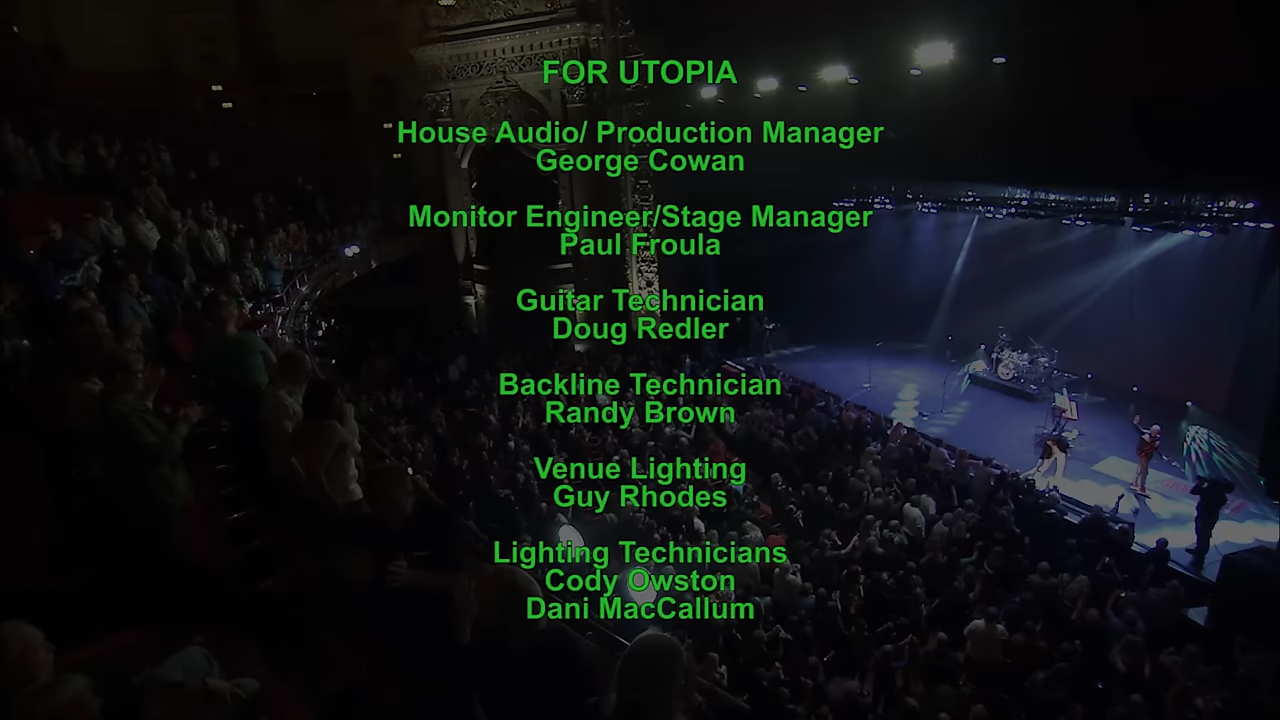 FOR UTOPIA
House Audio/ Production Manager
George Cowan
Monitor Engineer/Stage Manager
Paul Froula
Guitar Technician
Doug Redler
Backline Technician
Randy Brown
Venue Lighting
Guy Rhodes
Lighting Technicians
Cody Owston
Dani MacCallum